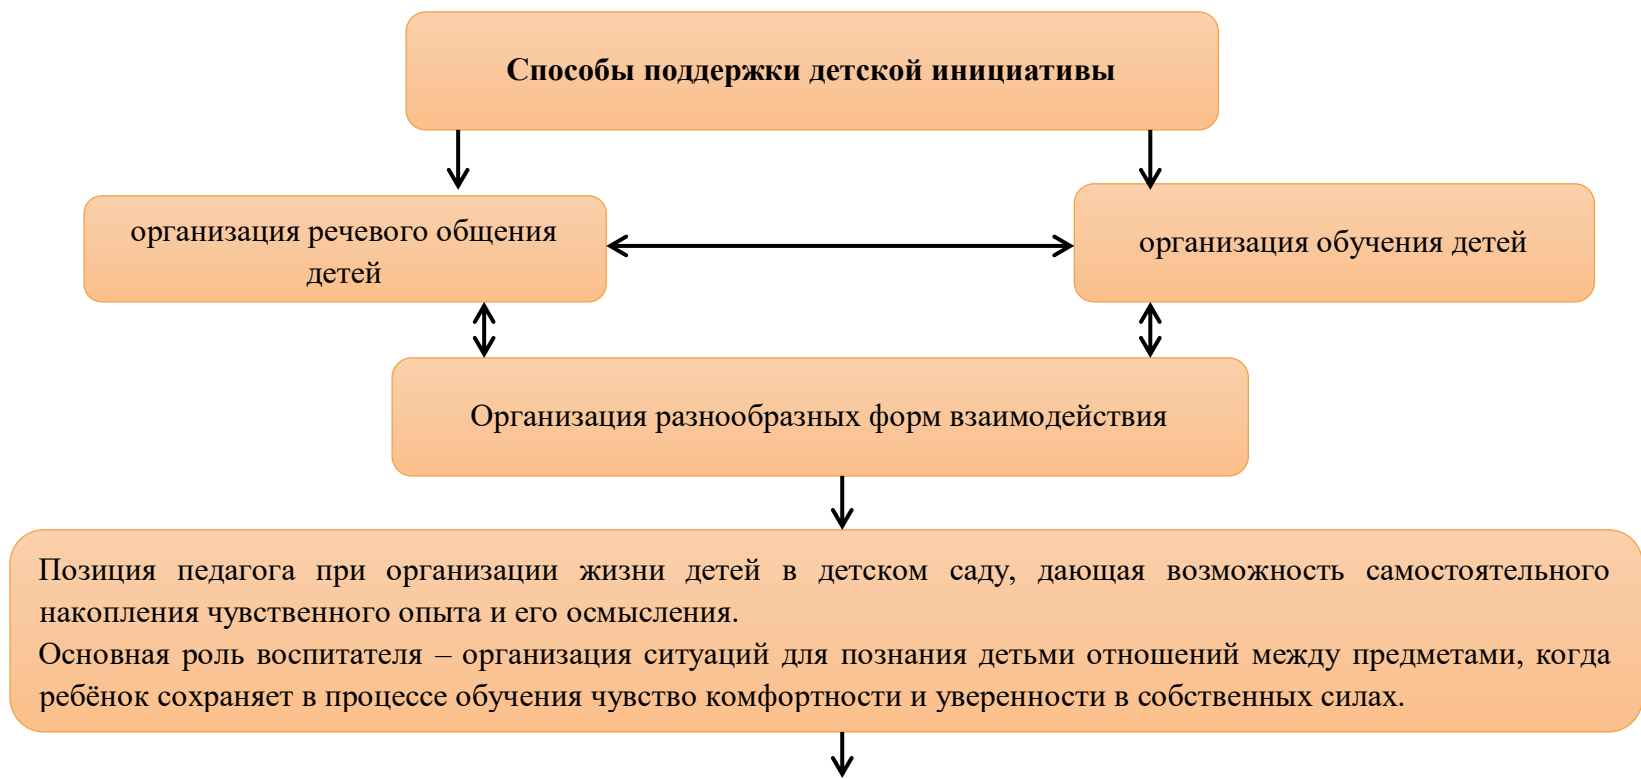 Способы поддержки детской инициативы
организация речевого общения
детей
организация обучения детей
Организация разнообразных форм взаимодействия
Позиция педагога при организации жизни детей в детском саду, дающая возможность самостоятельного
накопления чувственного опыта и его осмысления.
Основная роль воспитателя – организация ситуаций для познания детьми отношений между предметами, когда
ребёнок сохраняет в процессе обучения чувство комфортности и уверенности в собственных силах.